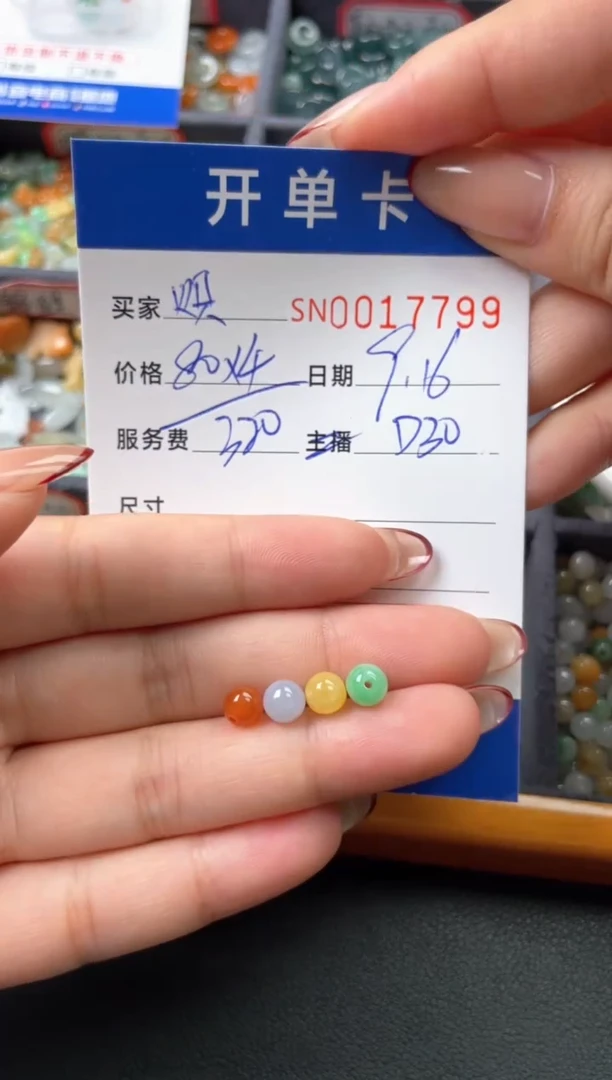 开单卡
买家 SN0017799
价格 80x4 日期 9.16
服务费 320 主播 D30
尺寸